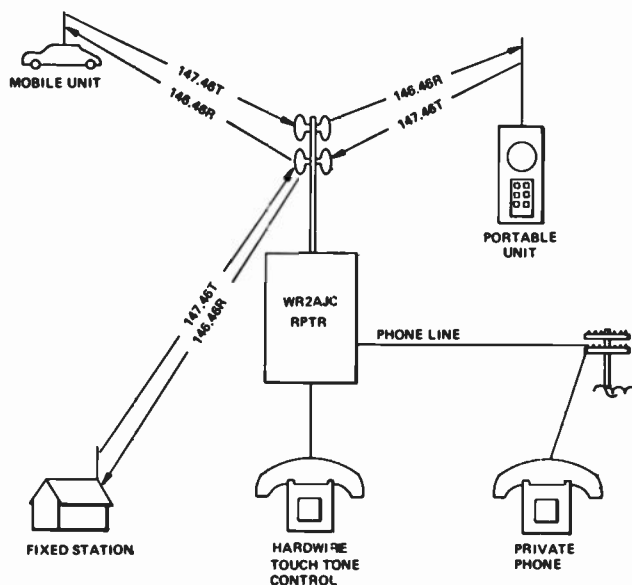 MOBILE UNIT
147.46T
146.46R
146.46R
147.46T
PORTABLE
UNIT
147.46T
146.46R
WR2AJC
RPTR
PHONE LINE
FIXED STATION
HARDWIRE
TOUCH TONE
CONTROL
PRIVATE
PHONE